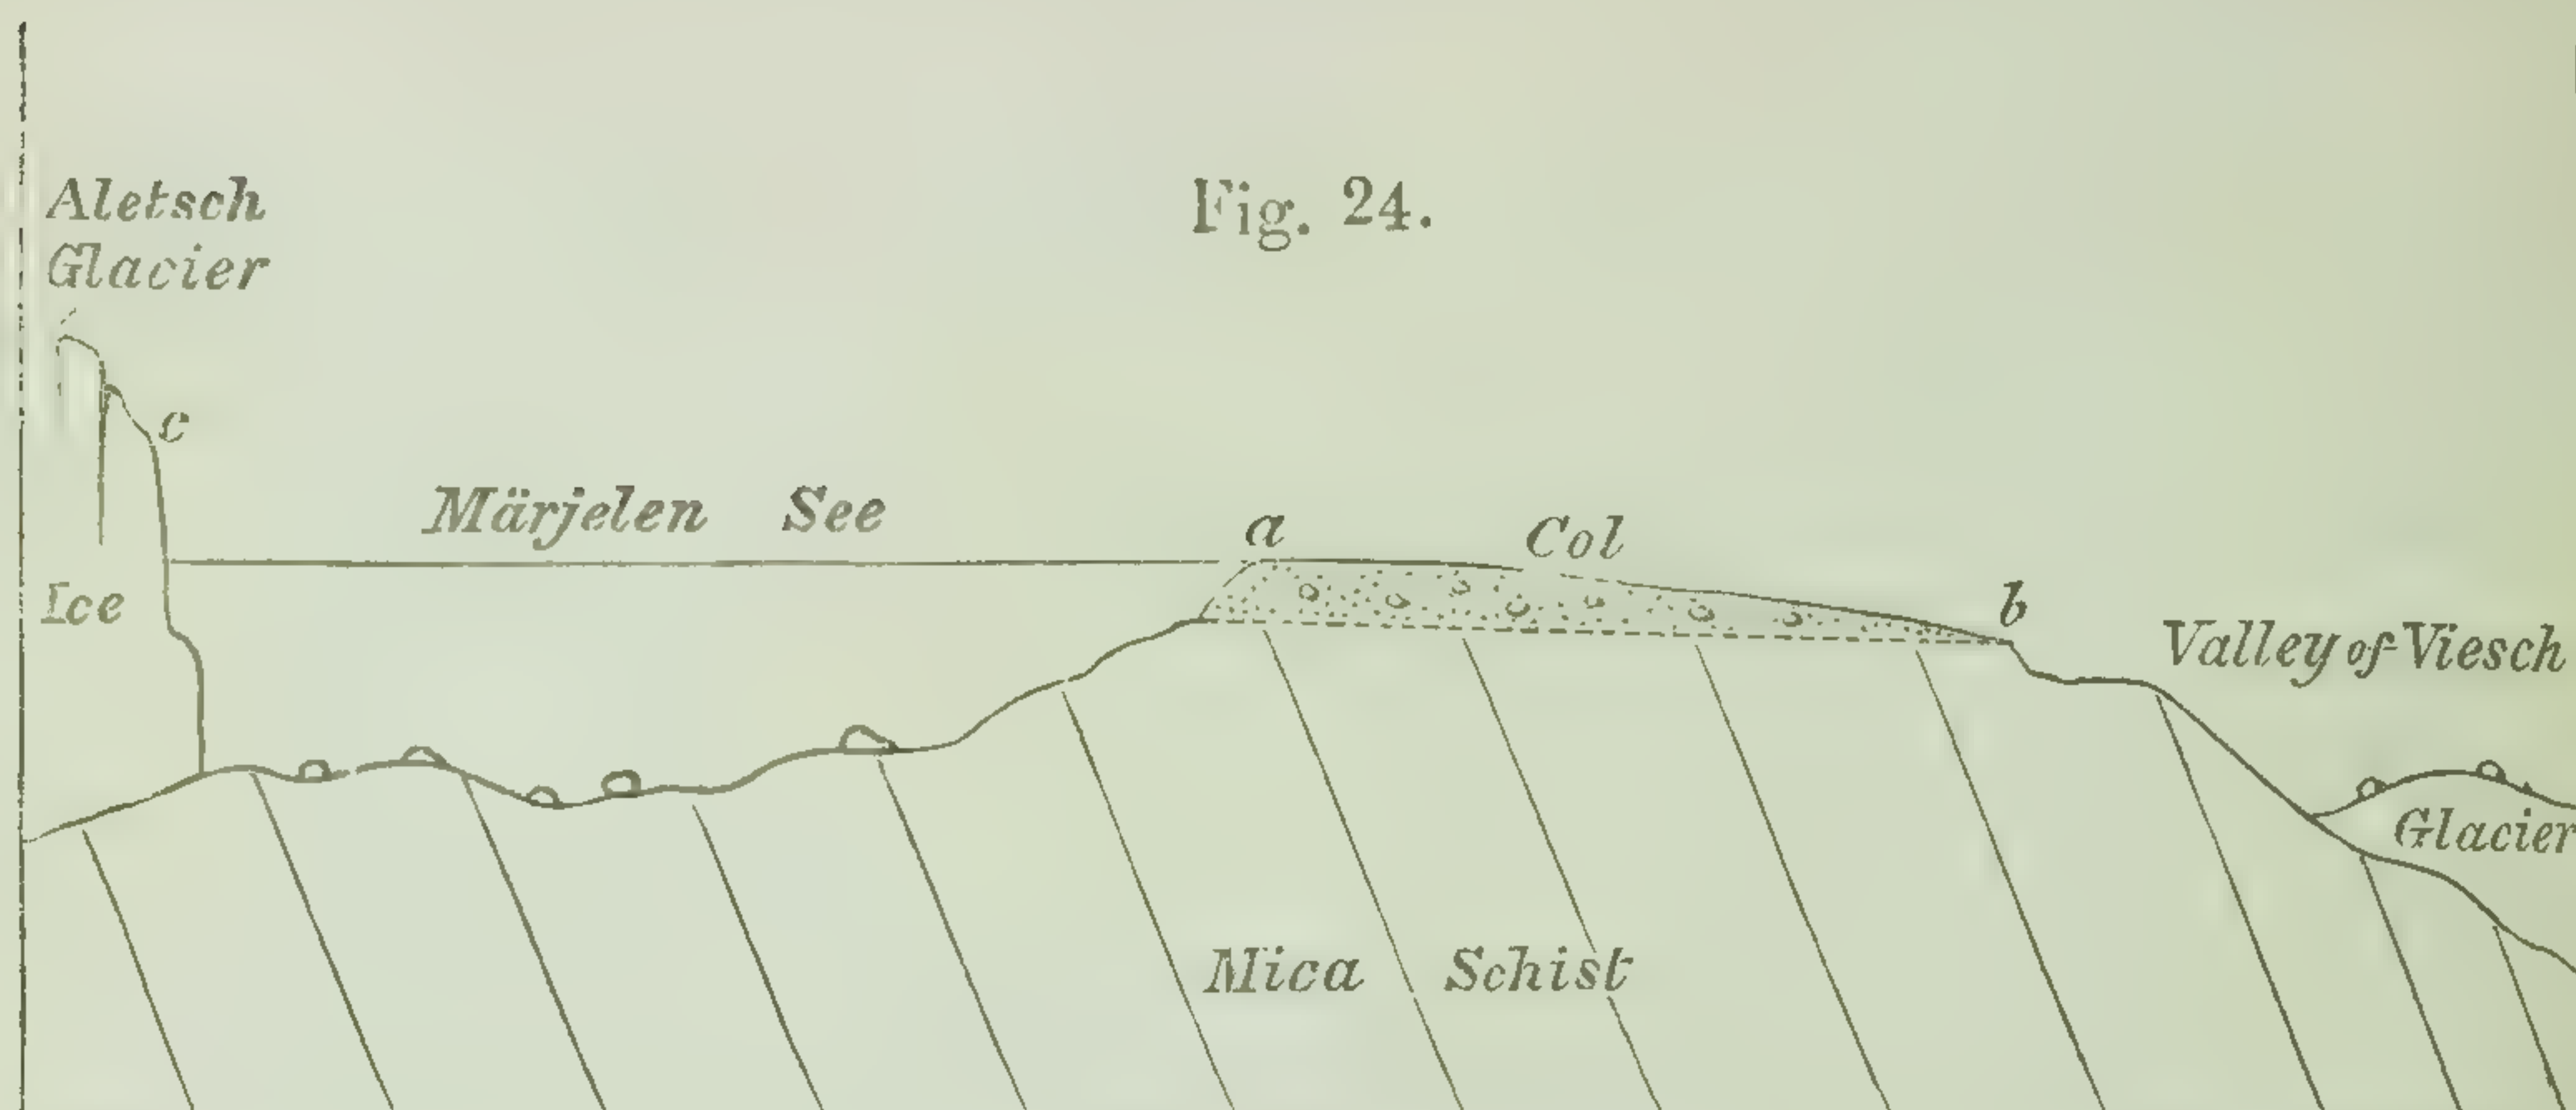 Fig. 24.
Aletsch
Glacier
c
Märjelen See
a
Col
Ice
b
Valley of Viesch
Glacier
Mica Schist